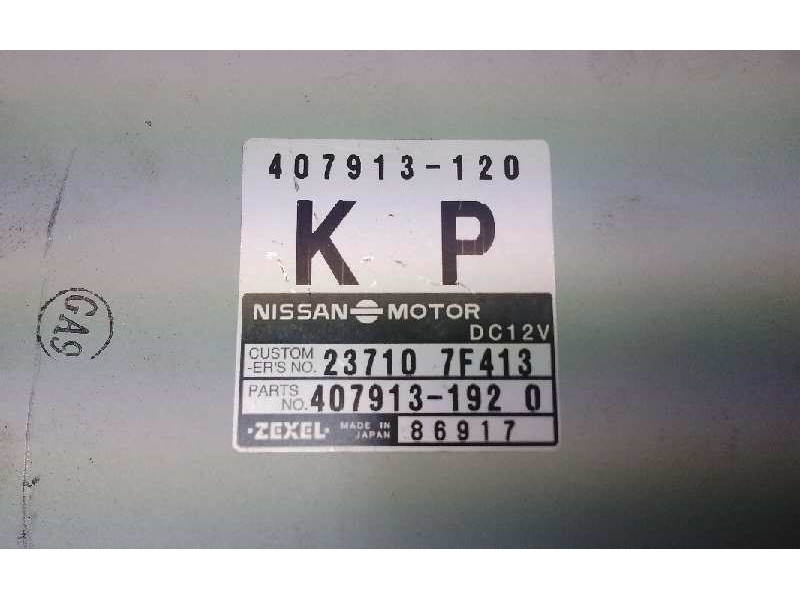 407913-120
K P
NISSAN MOTOR
DC12V
CUSTOM
-ER'S NO. 23710 7F413
PARTS
NO. 407913-192 0
·ZEXEL· MADE IN
JAPAN 86917
GA9